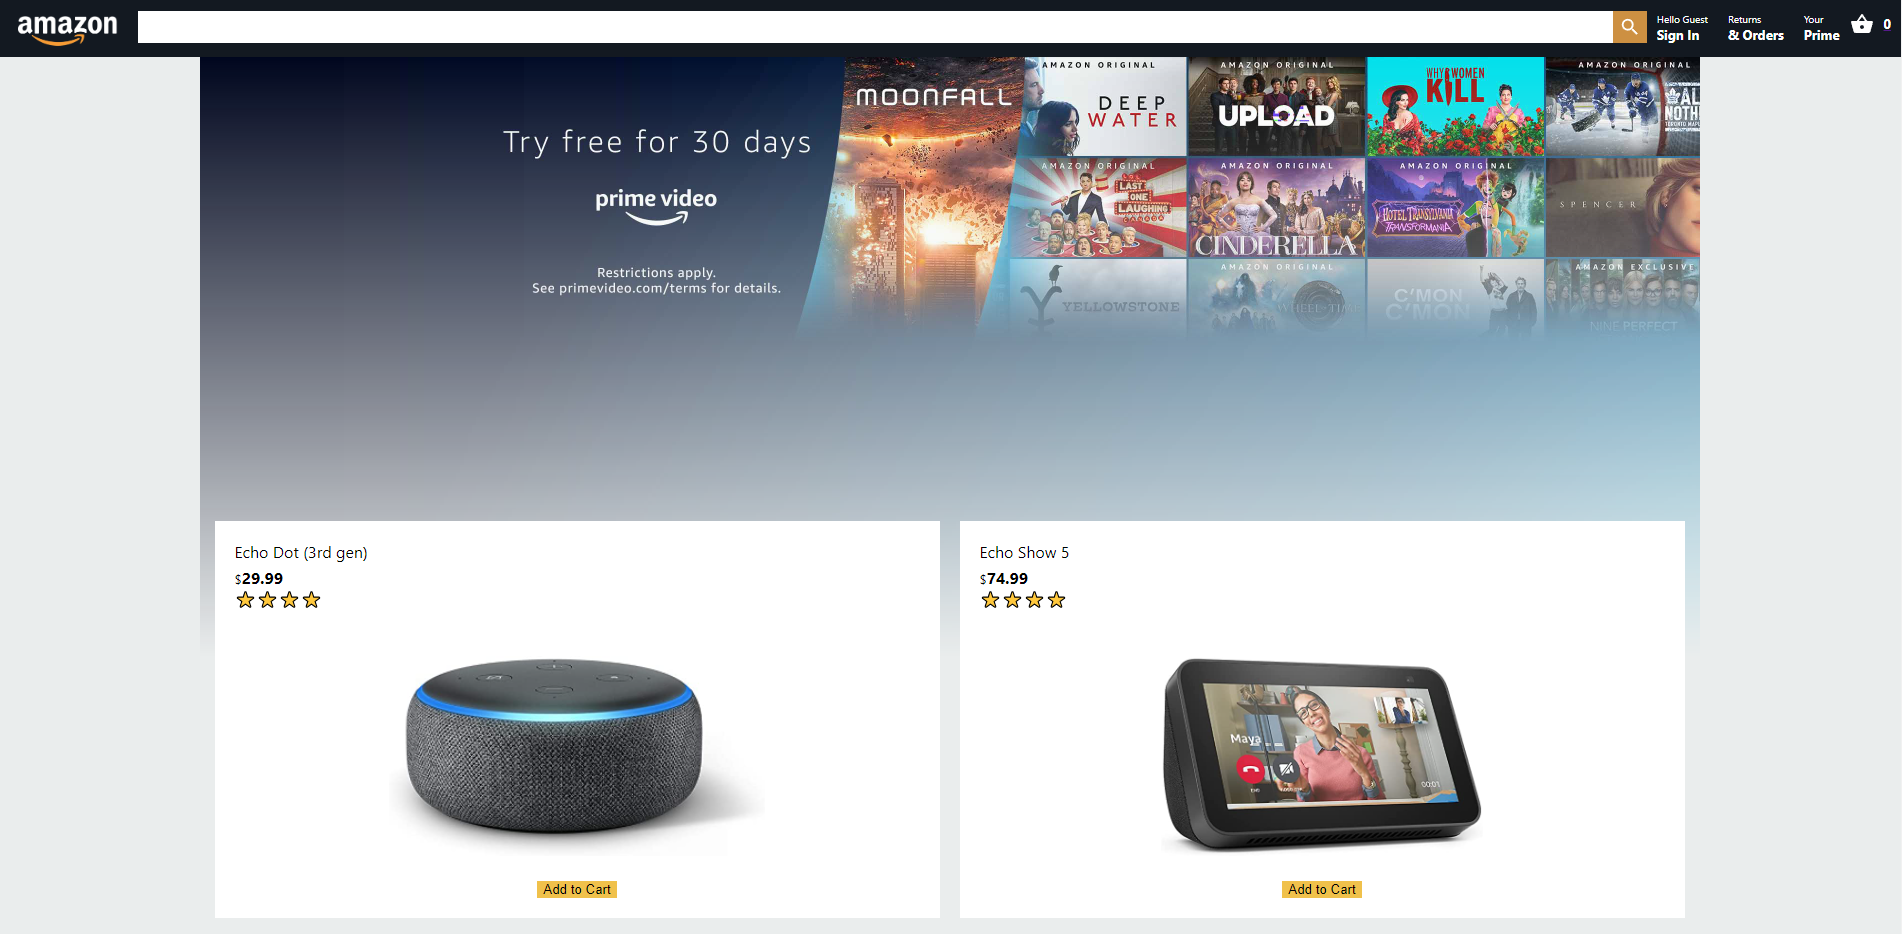 amazon
Hello Guest
Sign In
Returns
& Orders
Your
Prime
0
Try free for 30 days
prime video
Restrictions apply.
See primevideo.com/terms for details.
MOONFALL
AMAZON ORIGINAL
DEEP
WATER
AMAZON ORIGINAL
UPLOAD
WHY WOMEN
KILL
AMAZON ORIGINAL
AL
NOTH
AMAZON ORIGINAL
LAST
ONE
LAUGHING
AMAZON ORIGINAL
CINDERELLA
AMAZON ORIGINAL
HOTEL TRANSYLVANIA
TRANSFORMANIA
SPENCER
YELLOWSTONE
AMAZON ORIGINAL
WHEEL OF TIME
C'MON
C'MON
AMAZON EXCLUSIVE
NINE PERFECT
Echo Dot (3rd gen)
$29.99
Add to Cart
Echo Show 5
$74.99
Maya
00:01
Add to Cart